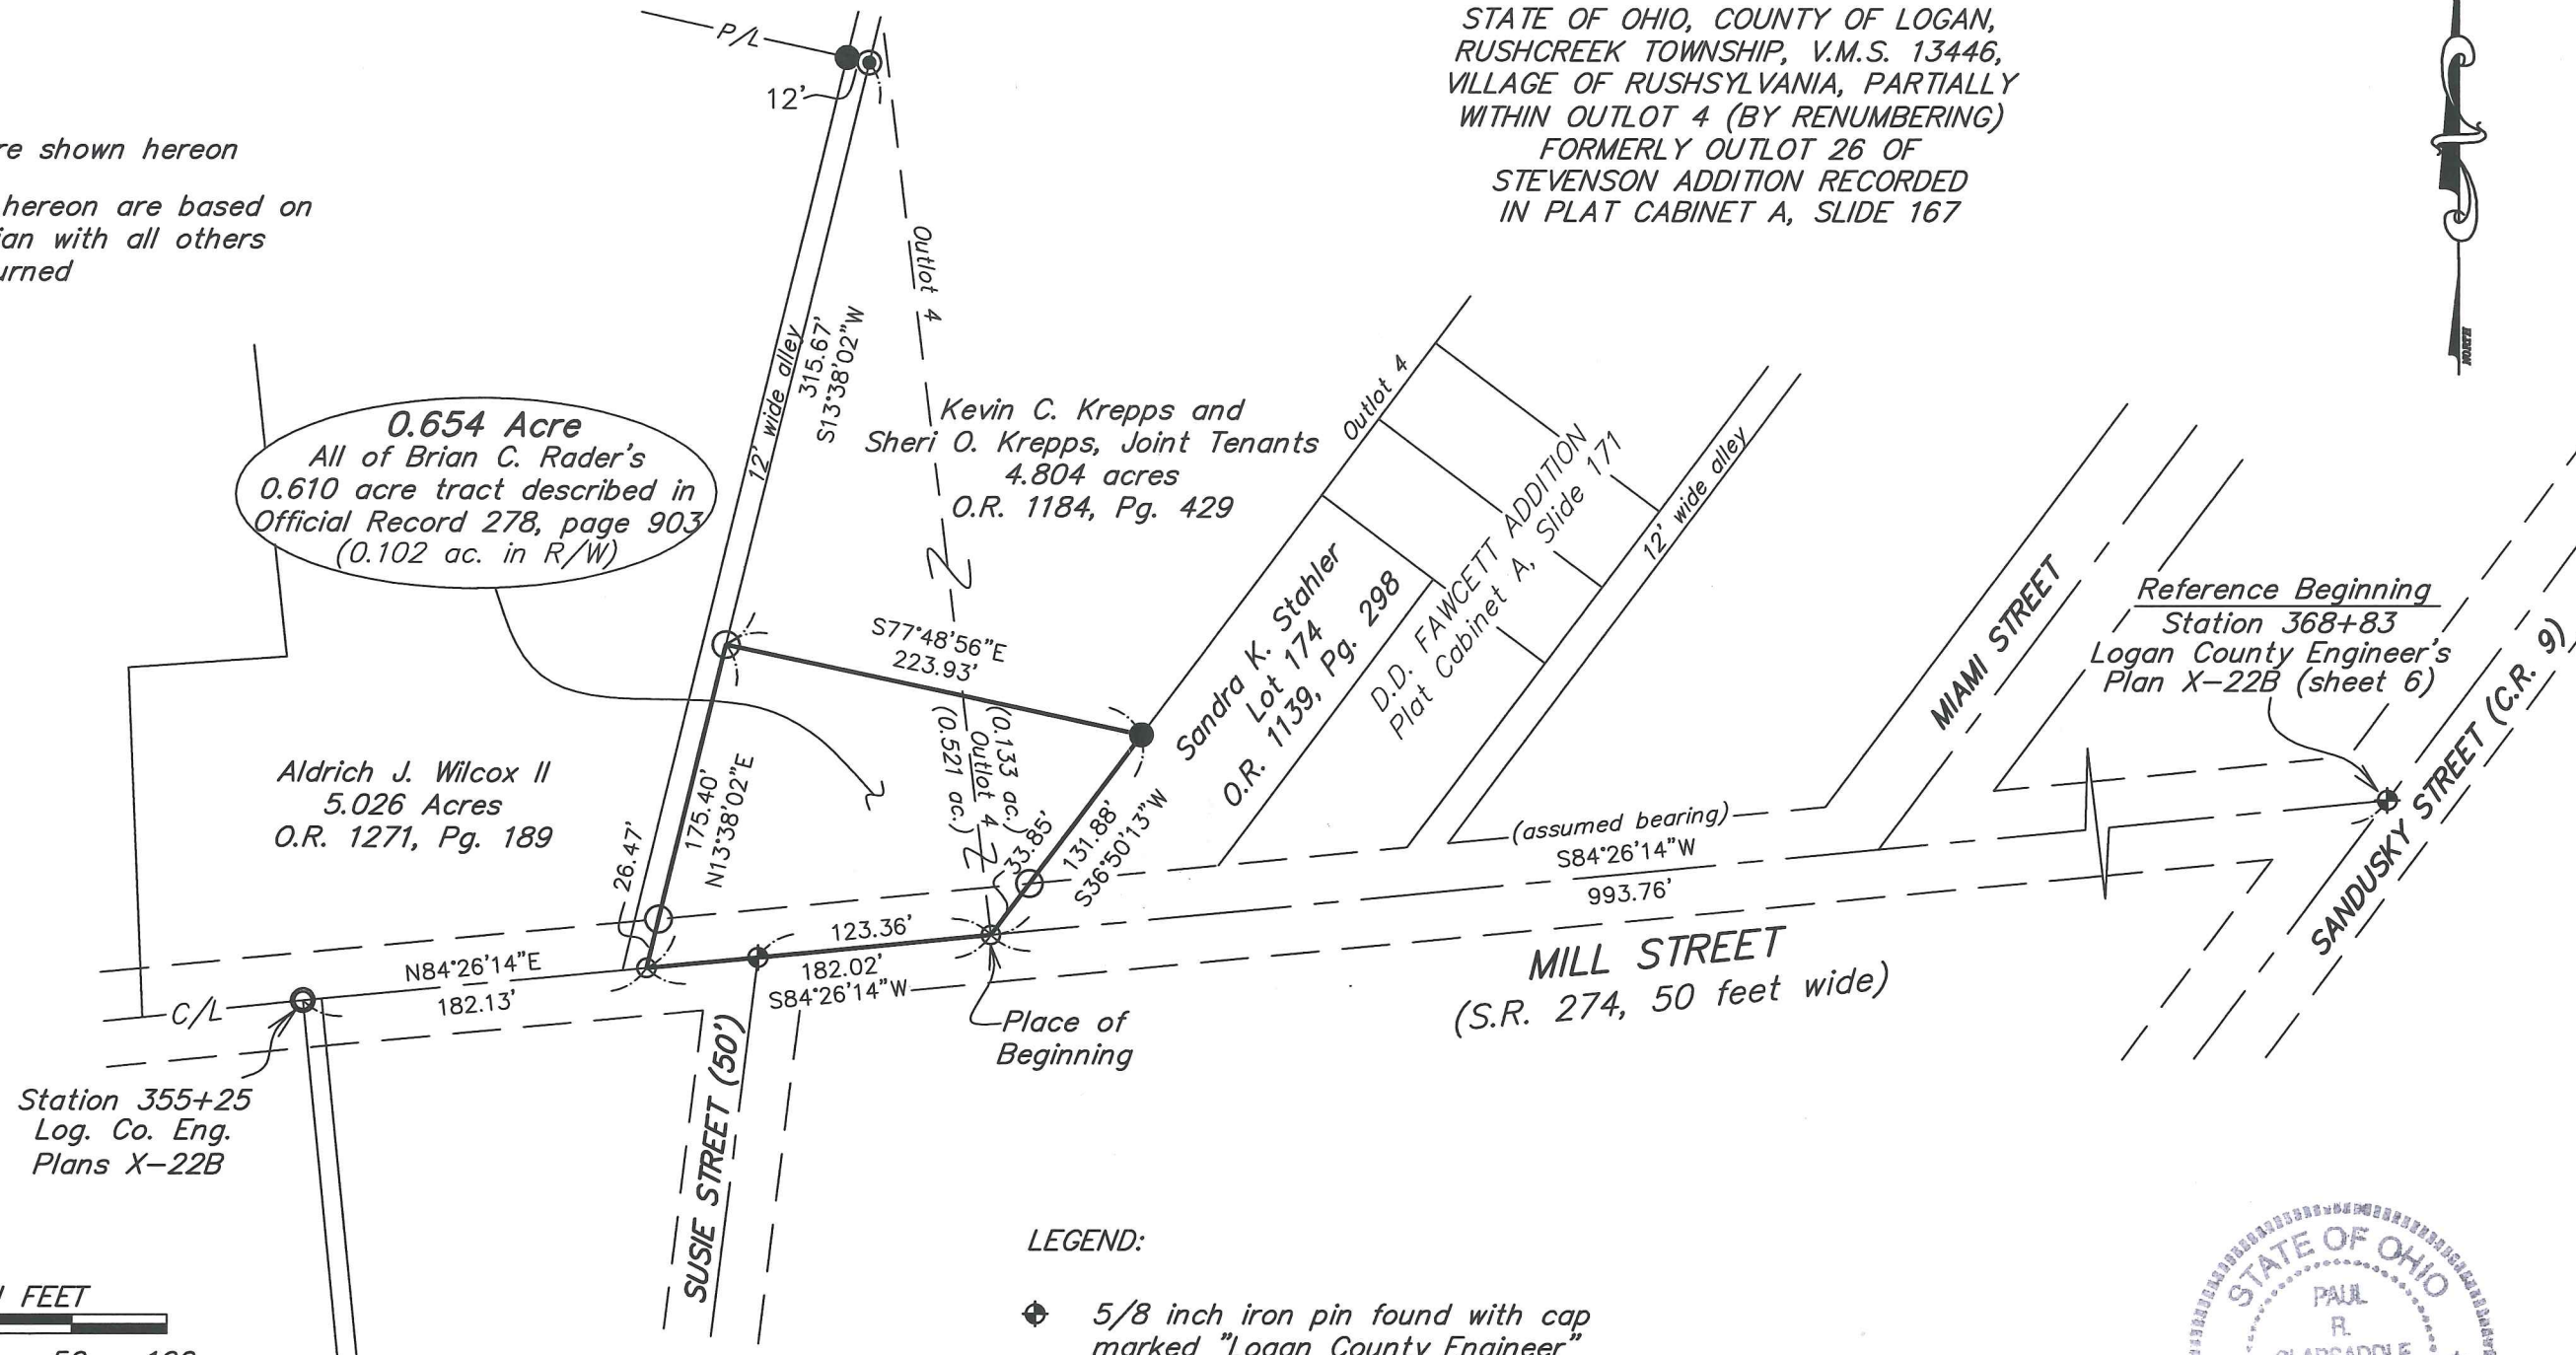 STATE OF OHIO, COUNTY OF LOGAN,
RUSHCREEK TOWNSHIP, V.M.S. 13446,
VILLAGE OF RUSHSYLVANIA, PARTIALLY
WITHIN OUTLOT 4 (BY RENUMBERING)
FORMERLY OUTLOT 26 OF
STEVENSON ADDITION RECORDED
IN PLAT CABINET A, SLIDE 167
NORTH
P/L
12'
re shown hereon
hereon are based on
ian with all others
urned
Outlot 4
12' wide alley
315.67'
S13°38'02"W
0.654 Acre
All of Brian C. Rader's
0.610 acre tract described in
Official Record 278, page 903
(0.102 ac. in R/W)
Kevin C. Krepps and
Sheri O. Krepps, Joint Tenants
4.804 acres
O.R. 1184, Pg. 429
Outlot 4
Sandra K. Stahler
Lot 174
O.R. 1139, Pg. 298
D.D. FAWCETT ADDITION
Plat Cabinet A, Slide 171
12' wide alley
MIAMI STREET
Reference Beginning
Station 368+83
Logan County Engineer's
Plan X-22B (sheet 6)
SANDUSKY STREET (C.R. 9)
S77°48'56"E
223.93'
(0.133 ac.)
Outlot 4
(0.521 ac.)
Aldrich J. Wilcox II
5.026 Acres
O.R. 1271, Pg. 189
26.47'
175.40'
N13°38'02"E
33.85'
131.88'
S36°50'13"W
(assumed bearing)
S84°26'14"W
993.76'
MILL STREET
(S.R. 274, 50 feet wide)
123.36'
182.02'
S84°26'14"W
N84°26'14"E
182.13'
C/L
Place of
Beginning
Station 355+25
Log. Co. Eng.
Plans X-22B
SUSIE STREET (50')
LEGEND:
5/8 inch iron pin found with cap
marked "Logan County Engineer"
FEET
50 100
STATE OF OHIO
PAUL
R.
CLAPSADDLE